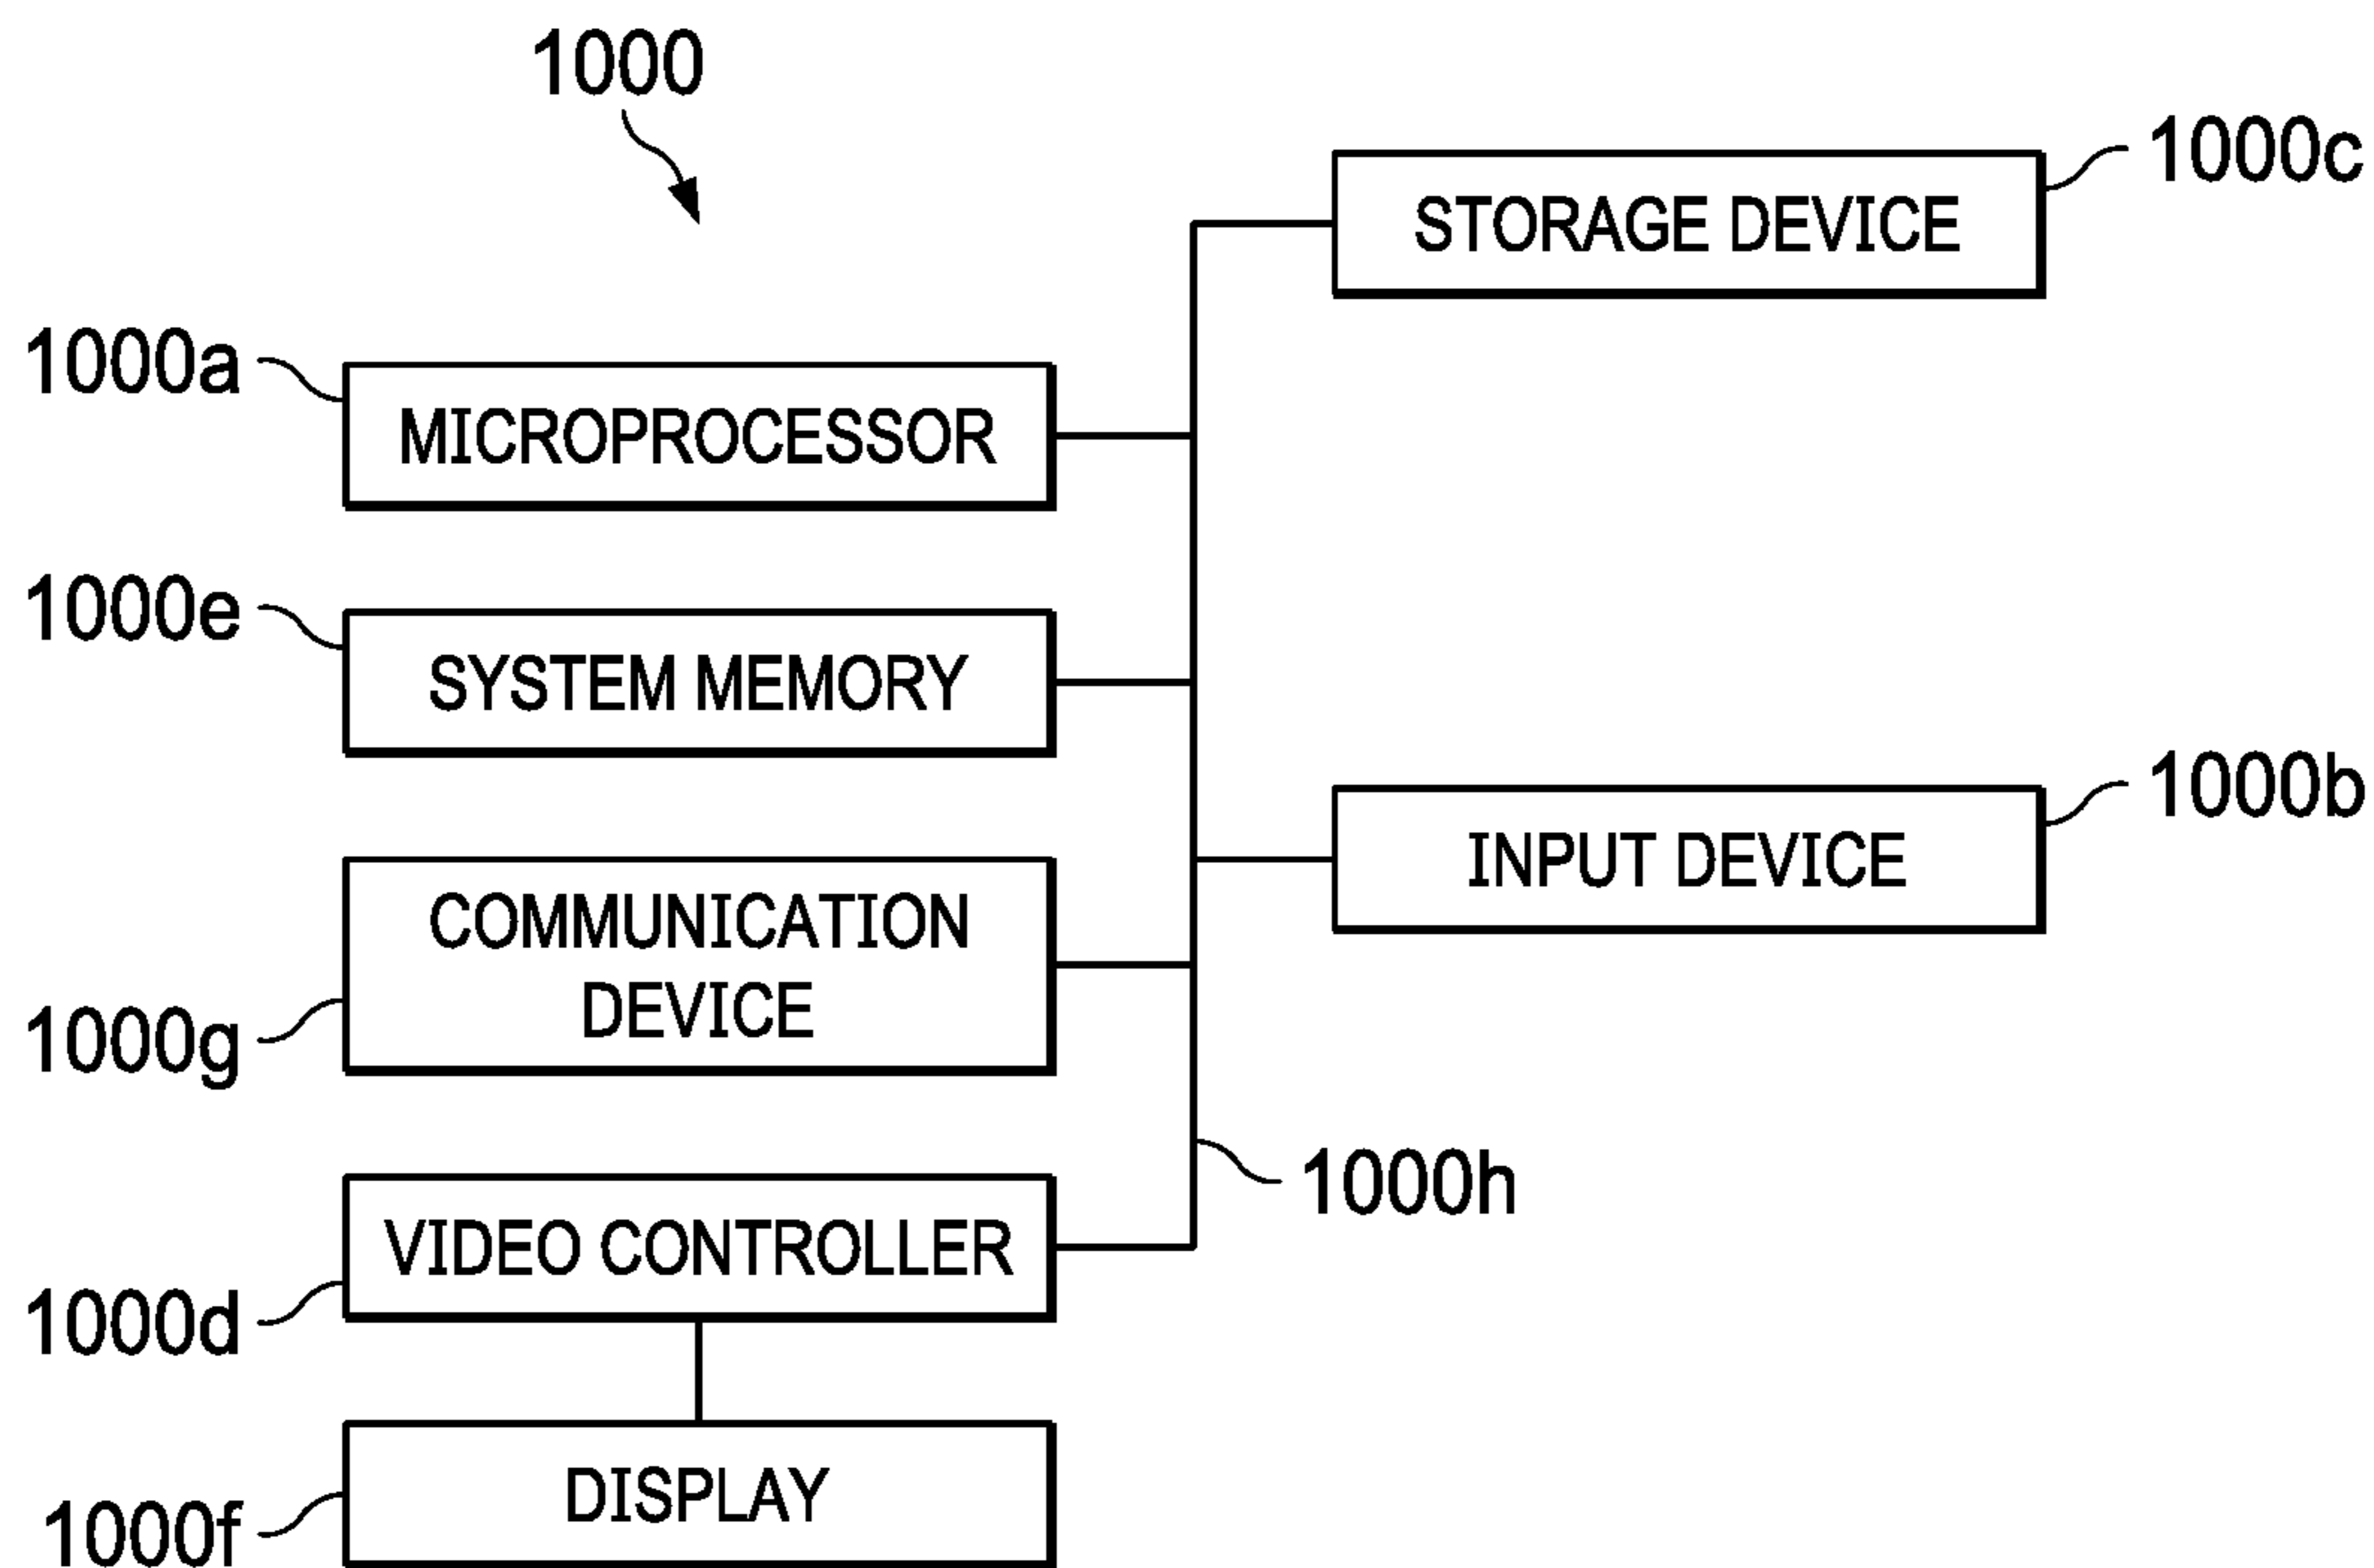 1000
1000c
STORAGE DEVICE
1000a
MICROPROCESSOR
1000e
SYSTEM MEMORY
1000b
INPUT DEVICE
COMMUNICATION
DEVICE
1000g
1000h
VIDEO CONTROLLER
1000d
DISPLAY
1000f